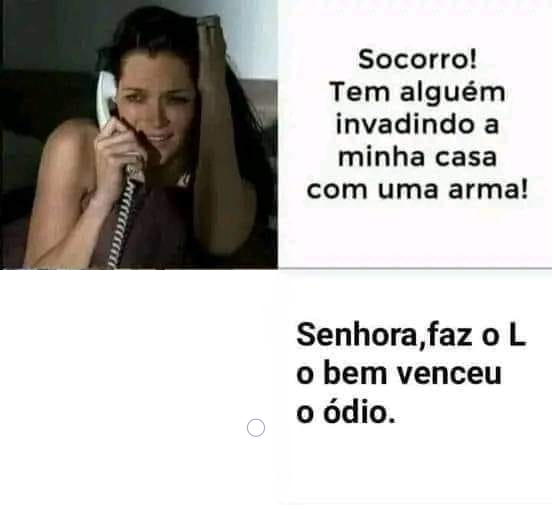 Socorro!
Tem alguém
invadindo a
minha casa
com uma arma!
Senhora,faz o L
o bem venceu
o ódio.